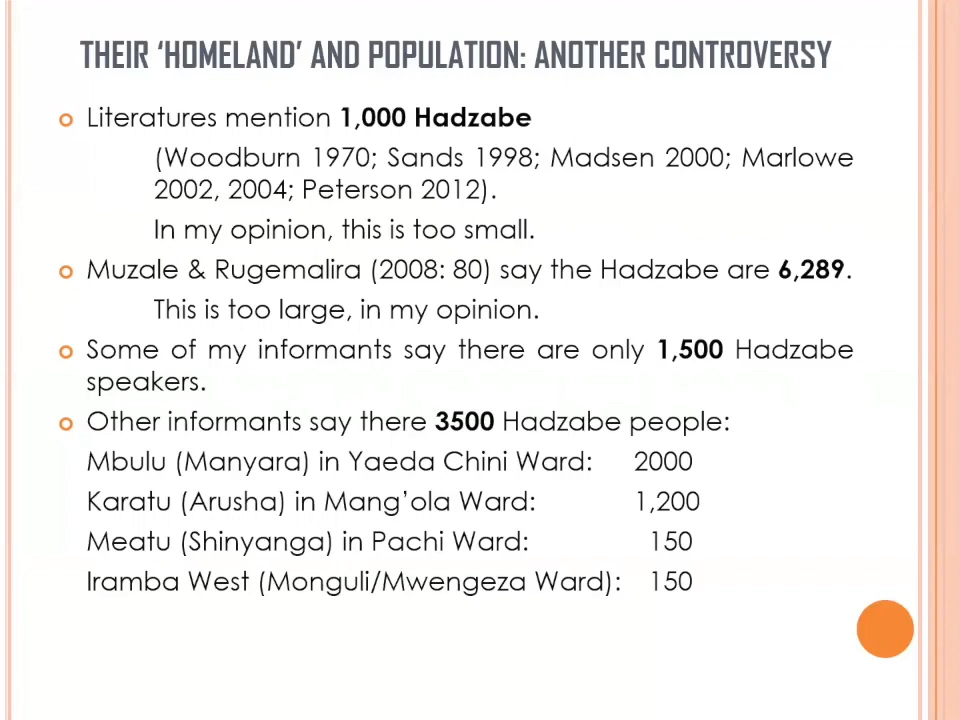 THEIR ‘HOMELAND’ AND POPULATION: ANOTHER CONTROVERSY
Literatures mention 1,000 Hadzabe
(Woodburn 1970; Sands 1998; Madsen 2000; Marlowe
2002, 2004; Peterson 2012).
In my opinion, this is too small.
Muzale & Rugemalira (2008: 80) say the Hadzabe are 6,289.
This is too large, in my opinion.
Some of my informants say there are only 1,500 Hadzabe
speakers.
Other informants say there 3500 Hadzabe people:
Mbulu (Manyara) in Yaeda Chini Ward: 2000
Karatu (Arusha) in Mang’ola Ward: 1,200
Meatu (Shinyanga) in Pachi Ward: 150
Iramba West (Monguli/Mwengeza Ward): 150